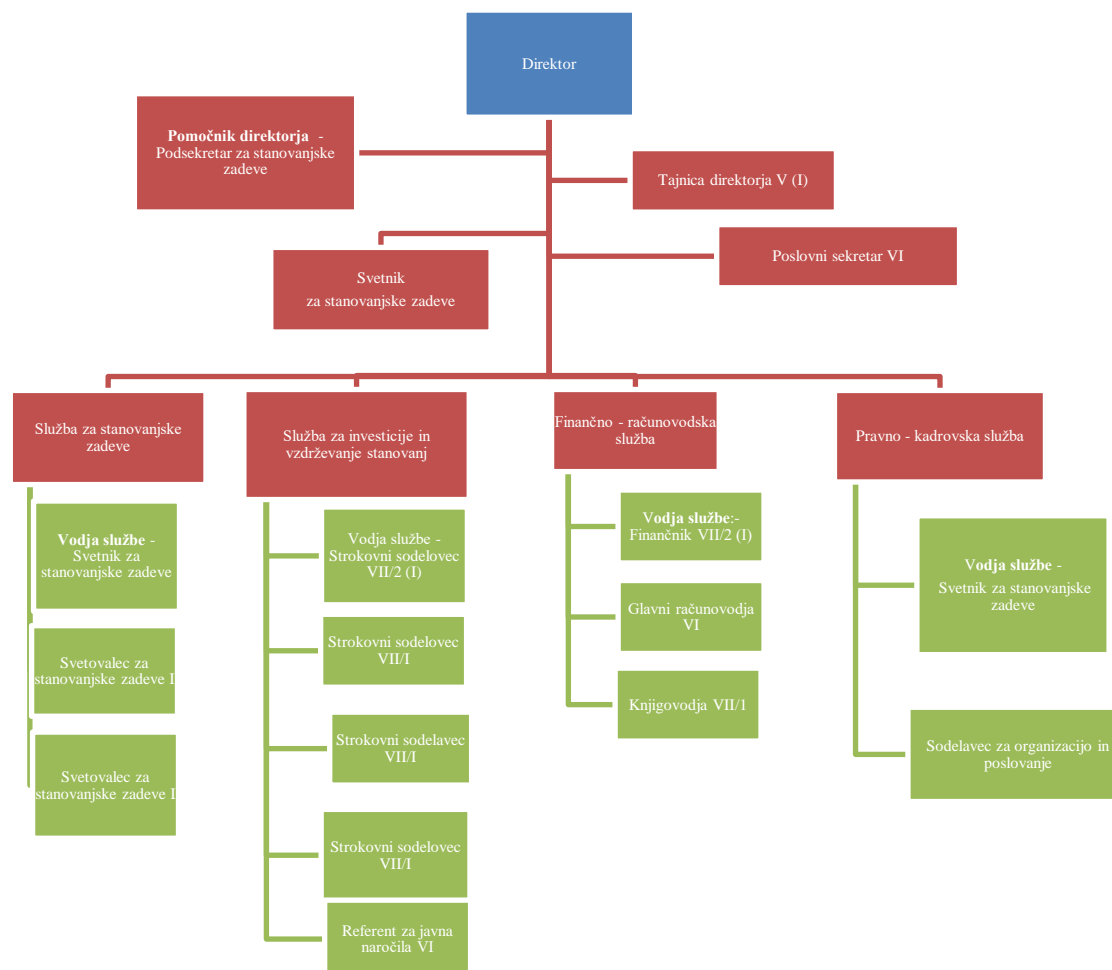 Direktor
Pomočnik direktorja -
Podsekretar za stanovanjske
zadeve
Tajnica direktorja V (I)
Svetnik
za stanovanjske zadeve
Poslovni sekretar VI
Služba za stanovanjske
zadeve
Vodja službe -
Svetnik za
stanovanjske zadeve
Svetovalec za
stanovanjske zadeve I
Svetovalec za
stanovanjske zadeve I
Služba za investicije in
vzdrževanje stanovanj
Vodja službe -
Strokovni sodelovec
VII/2 (I)
Strokovni sodelovec
VII/I
Strokovni sodelavec
VII/I
Strokovni sodelovec
VII/I
Referent za javna
naročila VI
Finančno - računovodska
služba
Vodja službe:-
Finančnik VII/2 (I)
Glavni računovodja
VI
Knjigovodja VII/1
Pravno - kadrovska služba
Vodja službe -
Svetnik za stanovanjske
zadeve
Sodelavec za organizacijo in
poslovanje